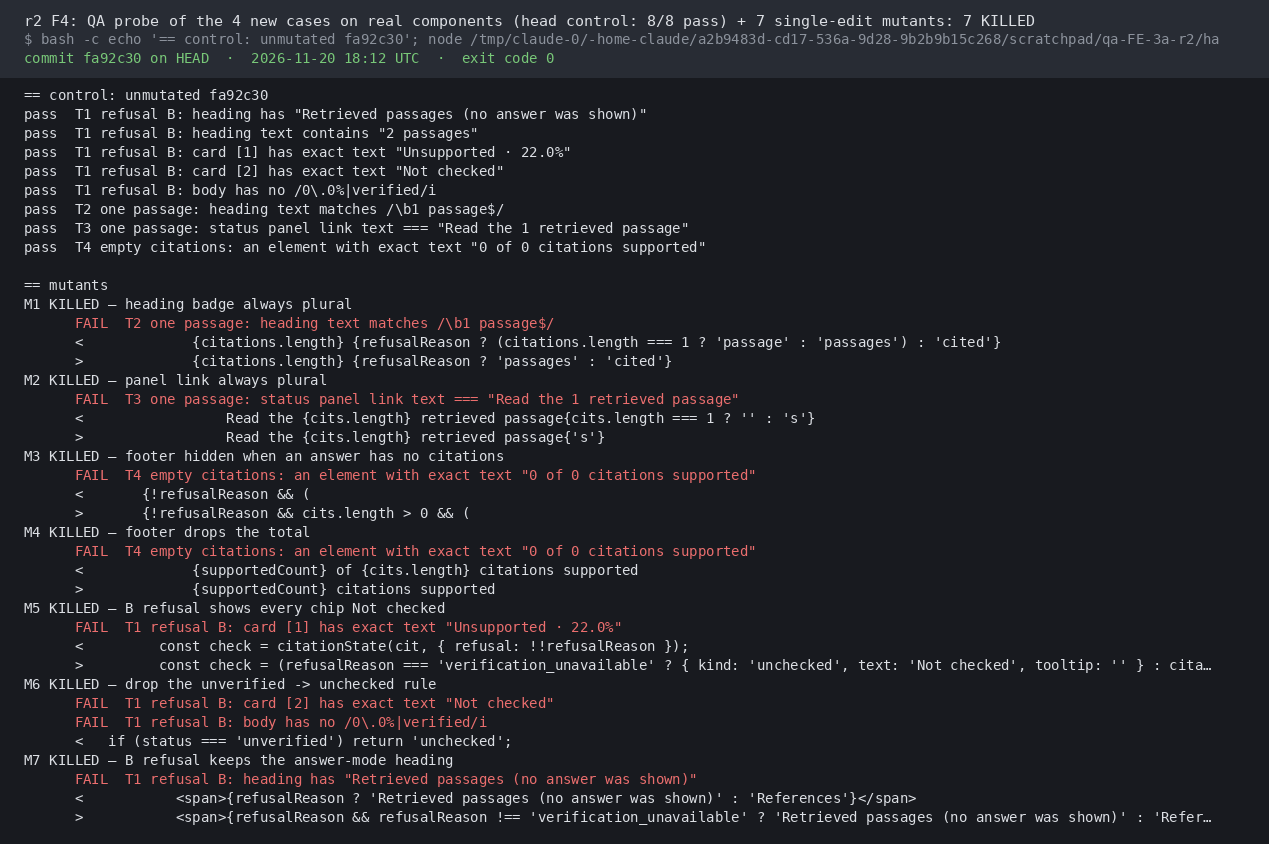 r2 F4: QA probe of the 4 new cases on real components (head control: 8/8 pass) + 7 single-edit mutants: 7 KILLED
$ bash -c echo '== control: unmutated fa92c30'; node /tmp/claude-0/-home-claude/a2b9483d-cd17-536a-9d28-9b2b9b15c268/scratchpad/qa-FE-3a-r2/ha
commit fa92c30 on HEAD · 2026-11-20 18:12 UTC · exit code 0
== control: unmutated fa92c30
pass  T1 refusal B: heading has "Retrieved passages (no answer was shown)"
pass  T1 refusal B: heading text contains "2 passages"
pass  T1 refusal B: card [1] has exact text "Unsupported · 22.0%"
pass  T1 refusal B: card [2] has exact text "Not checked"
pass  T1 refusal B: body has no /0\.0%|verified/i
pass  T2 one passage: heading text matches /\b1 passage$/
pass  T3 one passage: status panel link text === "Read the 1 retrieved passage"
pass  T4 empty citations: an element with exact text "0 of 0 citations supported"
== mutants
M1 KILLED — heading badge always plural
      FAIL  T2 one passage: heading text matches /\b1 passage$/
      <             {citations.length} {refusalReason ? (citations.length === 1 ? 'passage' : 'passages') : 'cited'}
      >             {citations.length} {refusalReason ? 'passages' : 'cited'}
M2 KILLED — panel link always plural
      FAIL  T3 one passage: status panel link text === "Read the 1 retrieved passage"
      <                 Read the {cits.length} retrieved passage{cits.length === 1 ? '' : 's'}
      >                 Read the {cits.length} retrieved passage{'s'}
M3 KILLED — footer hidden when an answer has no citations
      FAIL  T4 empty citations: an element with exact text "0 of 0 citations supported"
      <       {!refusalReason && (
      >       {!refusalReason && cits.length > 0 && (
M4 KILLED — footer drops the total
      FAIL  T4 empty citations: an element with exact text "0 of 0 citations supported"
      <             {supportedCount} of {cits.length} citations supported
      >             {supportedCount} citations supported
M5 KILLED — B refusal shows every chip Not checked
      FAIL  T1 refusal B: card [1] has exact text "Unsupported · 22.0%"
      <         const check = citationState(cit, { refusal: !!refusalReason });
      >         const check = (refusalReason === 'verification_unavailable' ? { kind: 'unchecked', text: 'Not checked', tooltip: '' } : cita…
M6 KILLED — drop the unverified -> unchecked rule
      FAIL  T1 refusal B: card [2] has exact text "Not checked"
      FAIL  T1 refusal B: body has no /0\.0%|verified/i
      <   if (status === 'unverified') return 'unchecked';
M7 KILLED — B refusal keeps the answer-mode heading
      FAIL  T1 refusal B: heading has "Retrieved passages (no answer was shown)"
      <           <span>{refusalReason ? 'Retrieved passages (no answer was shown)' : 'References'}</span>
      >           <span>{refusalReason && refusalReason !== 'verification_unavailable' ? 'Retrieved passages (no answer was shown)' : 'Refer…